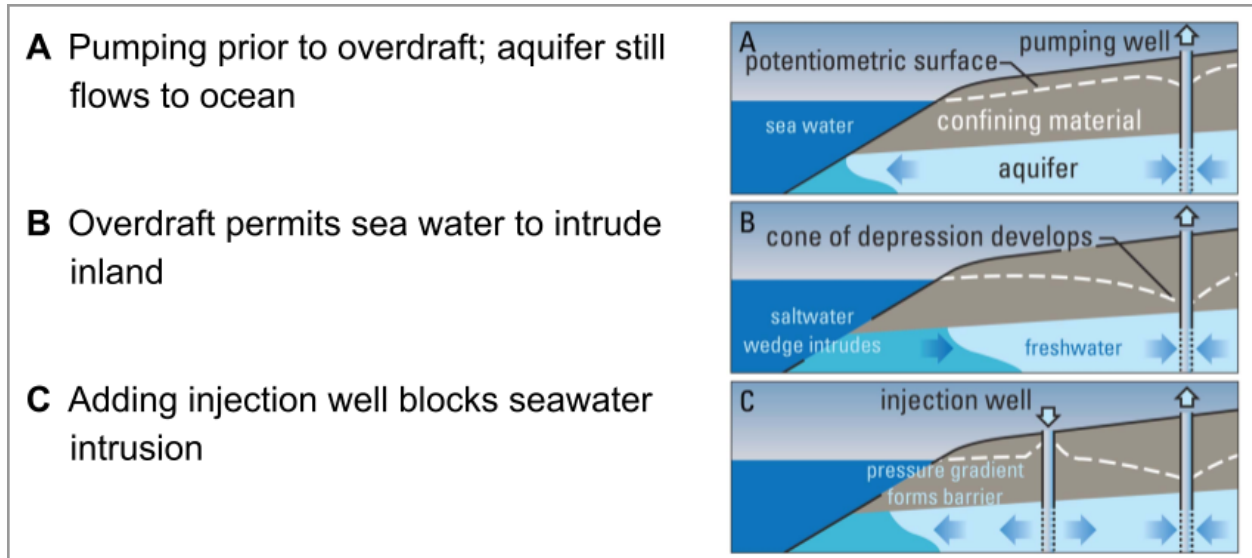 A Pumping prior to overdraft; aquifer still
flows to ocean
B Overdraft permits sea water to intrude
inland
C Adding injection well blocks seawater
intrusion
A
pumping well
potentiometric surface
sea water
confining material
aquifer
B
cone of depression develops
saltwater
wedge intrudes
freshwater
C
injection well
pressure gradient
forms barrier